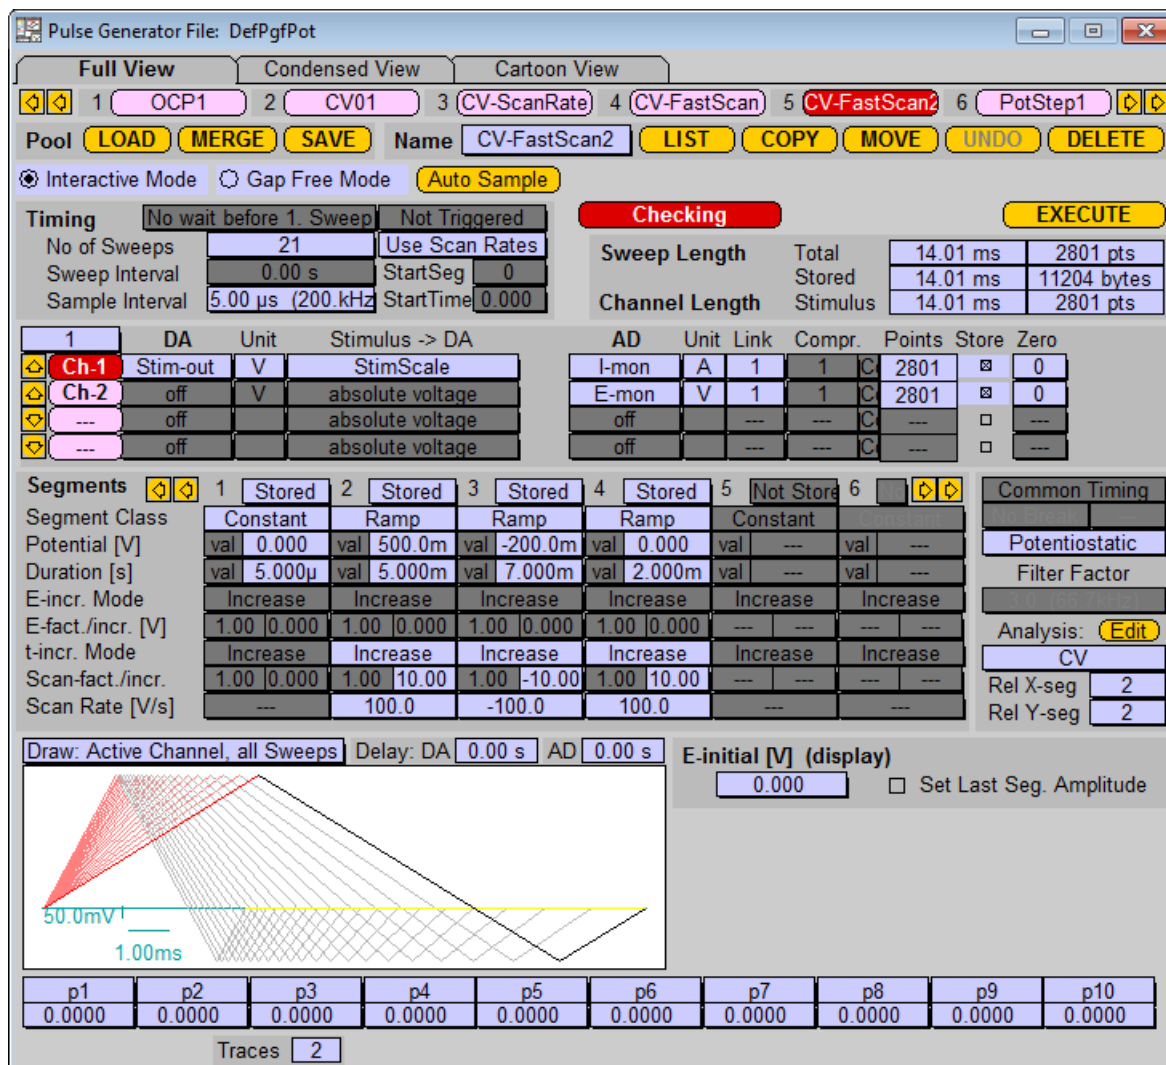 Pulse Generator File: DefPgfPot
Full View Condensed View Cartoon View
1 OCP1 2 CV01 3 CV-ScanRate 4 CV-FastScan 5 CV-FastScan2 6 PotStep1
Pool LOAD MERGE SAVE Name CV-FastScan2 LIST COPY MOVE UNDO DELETE
Interactive Mode Gap Free Mode Auto Sample
Timing No wait before 1. Sweep Not Triggered Checking EXECUTE
No of Sweeps 21 Use Scan Rates Sweep Length Total 14.01 ms 2801 pts
Sweep Interval 0.00 s StartSeg 0 Stored 14.01 ms 11204 bytes
Sample Interval 5.00 µs (200.kHz StartTime 0.000 Channel Length Stimulus 14.01 ms 2801 pts
1 DA Unit Stimulus -> DA AD Unit Link Compr. Points Store Zero
Ch-1 Stim-out V StimScale I-mon A 1 1 C 2801 0
Ch-2 off V absolute voltage E-mon V 1 1 C 2801 0
--- off absolute voltage off --- --- C --- ---
--- off absolute voltage off --- --- C --- ---
Segments 1 Stored 2 Stored 3 Stored 4 Stored 5 Not Store 6 No Common Timing
Segment Class Constant Ramp Ramp Ramp Constant Constant No Break ---
Potential [V] val 0.000 val 500.0m val -200.0m val 0.000 val --- val --- Potentiostatic
Duration [s] val 5.000µ val 5.000m val 7.000m val 2.000m val --- val --- Filter Factor
E-incr. Mode Increase Increase Increase Increase Increase Increase 3.0 (66.7kHz)
E-fact./incr. [V] 1.00 0.000 1.00 0.000 1.00 0.000 1.00 0.000 --- --- --- --- Analysis: Edit
t-incr. Mode Increase Increase Increase Increase Increase Increase CV
Scan-fact./incr. 1.00 0.000 1.00 10.00 1.00 -10.00 1.00 10.00 --- --- --- --- Rel X-seg 2
Scan Rate [V/s] --- 100.0 -100.0 100.0 --- --- Rel Y-seg 2
Draw: Active Channel, all Sweeps Delay: DA 0.00 s AD 0.00 s E-initial [V] (display)
0.000 Set Last Seg. Amplitude
50.0mV
1.00ms
p1 p2 p3 p4 p5 p6 p7 p8 p9 p10
0.0000 0.0000 0.0000 0.0000 0.0000 0.0000 0.0000 0.0000 0.0000 0.0000
Traces 2